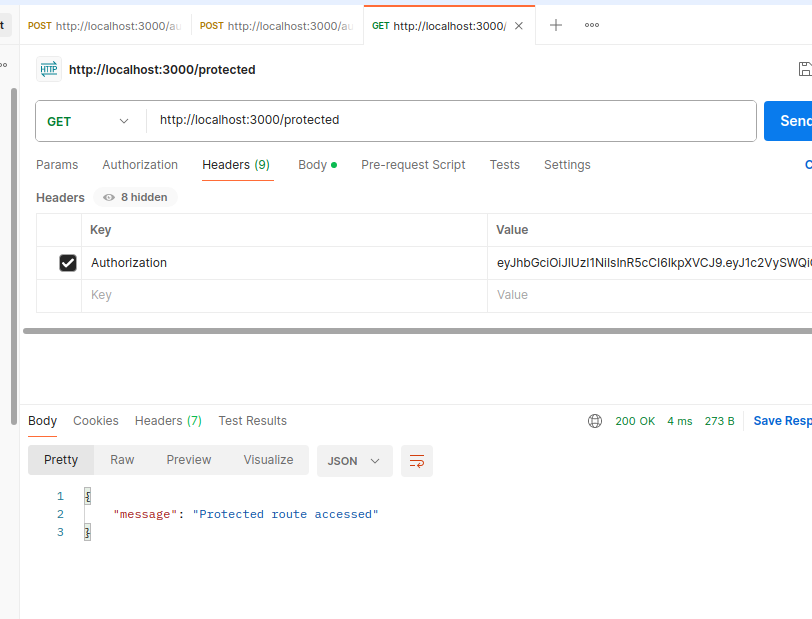 t POST http://localhost:3000/au POST http://localhost:3000/au GET http://localhost:3000/
HTTP http://localhost:3000/protected
GET http://localhost:3000/protected Send
Params Authorization Headers (9) Body Pre-request Script Tests Settings C
Headers 8 hidden
Key Value
Authorization
Key Value
Body Cookies Headers (7) Test Results 200 OK 4 ms 273 B Save Resp
Pretty Raw Preview Visualize JSON
1 {
2 "message": "Protected route accessed"
3 }